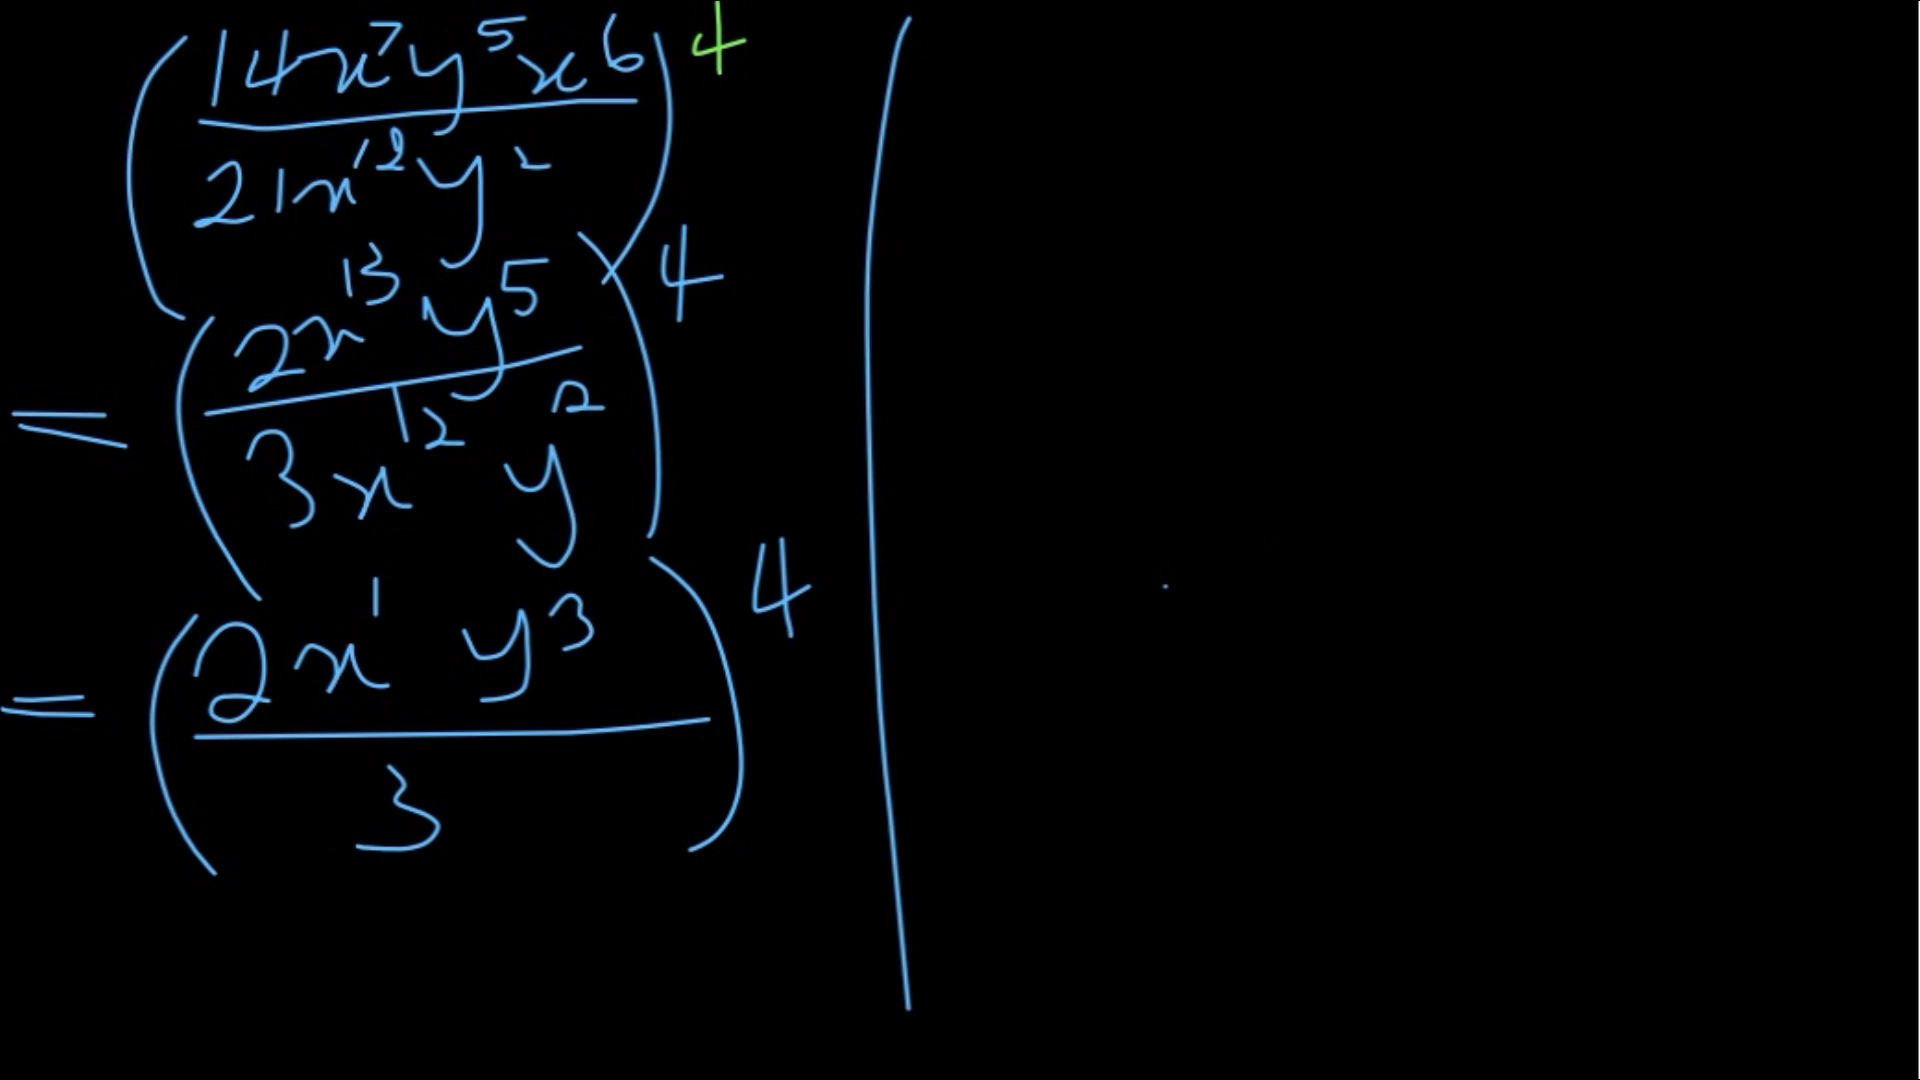 (14x⁷y⁵x⁶ / 21x¹²y²)⁴
= (2x¹³y⁵ / 3x¹²y²)⁴
= (2x¹y³ / 3)⁴